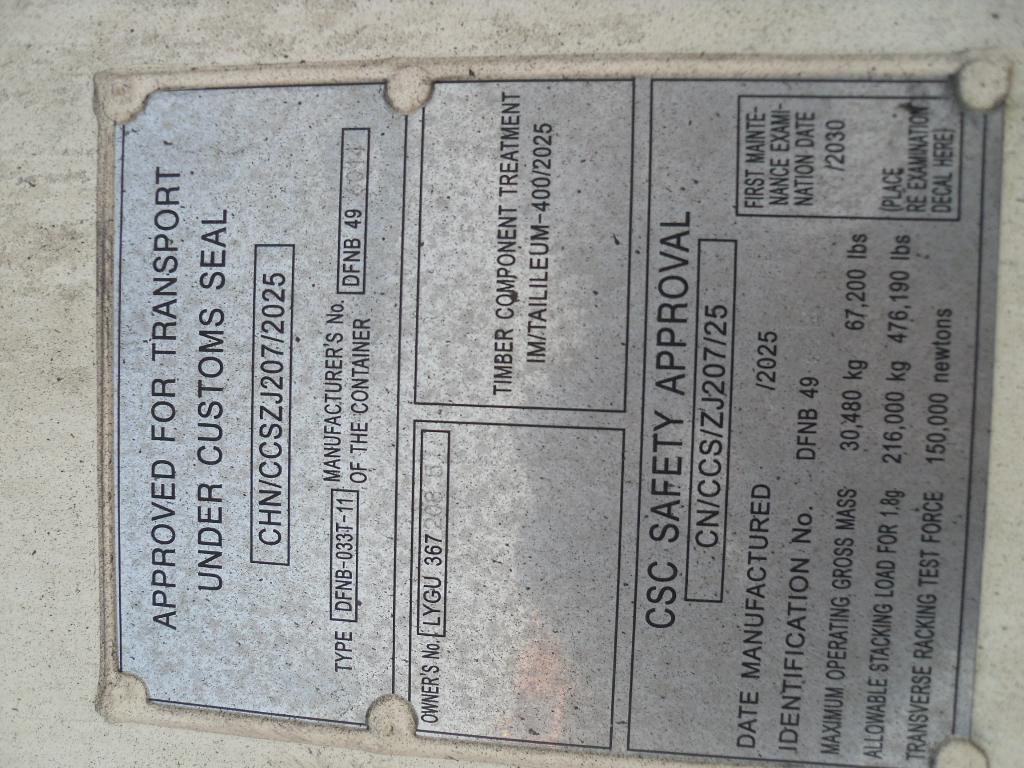 APPROVED FOR TRANSPORT
UNDER CUSTOMS SEAL
CHN/CCSZJ207/2025
TYPE DFNB-033T-11 MANUFACTURER'S No. DFNB 49
OF THE CONTAINER
OWNER'S No. LYGU 367
TIMBER COMPONENT TREATMENT
IM/TAILILEUM-400/2025
CSC SAFETY APPROVAL
CN/CCS/ZJ207/25
DATE MANUFACTURED /2025
IDENTIFICATION No. DFNB 49
MAXIMUM OPERATING GROSS MASS 30,480 kg 67,200 lbs
ALLOWABLE STACKING LOAD FOR 1.8g 216,000 kg 476,190 lbs
TRANSVERSE RACKING TEST FORCE 150,000 newtons
FIRST MAINTE-
NANCE EXAMI-
NATION DATE
/2030
(PLACE
RE EXAMINATION
DECAL HERE)